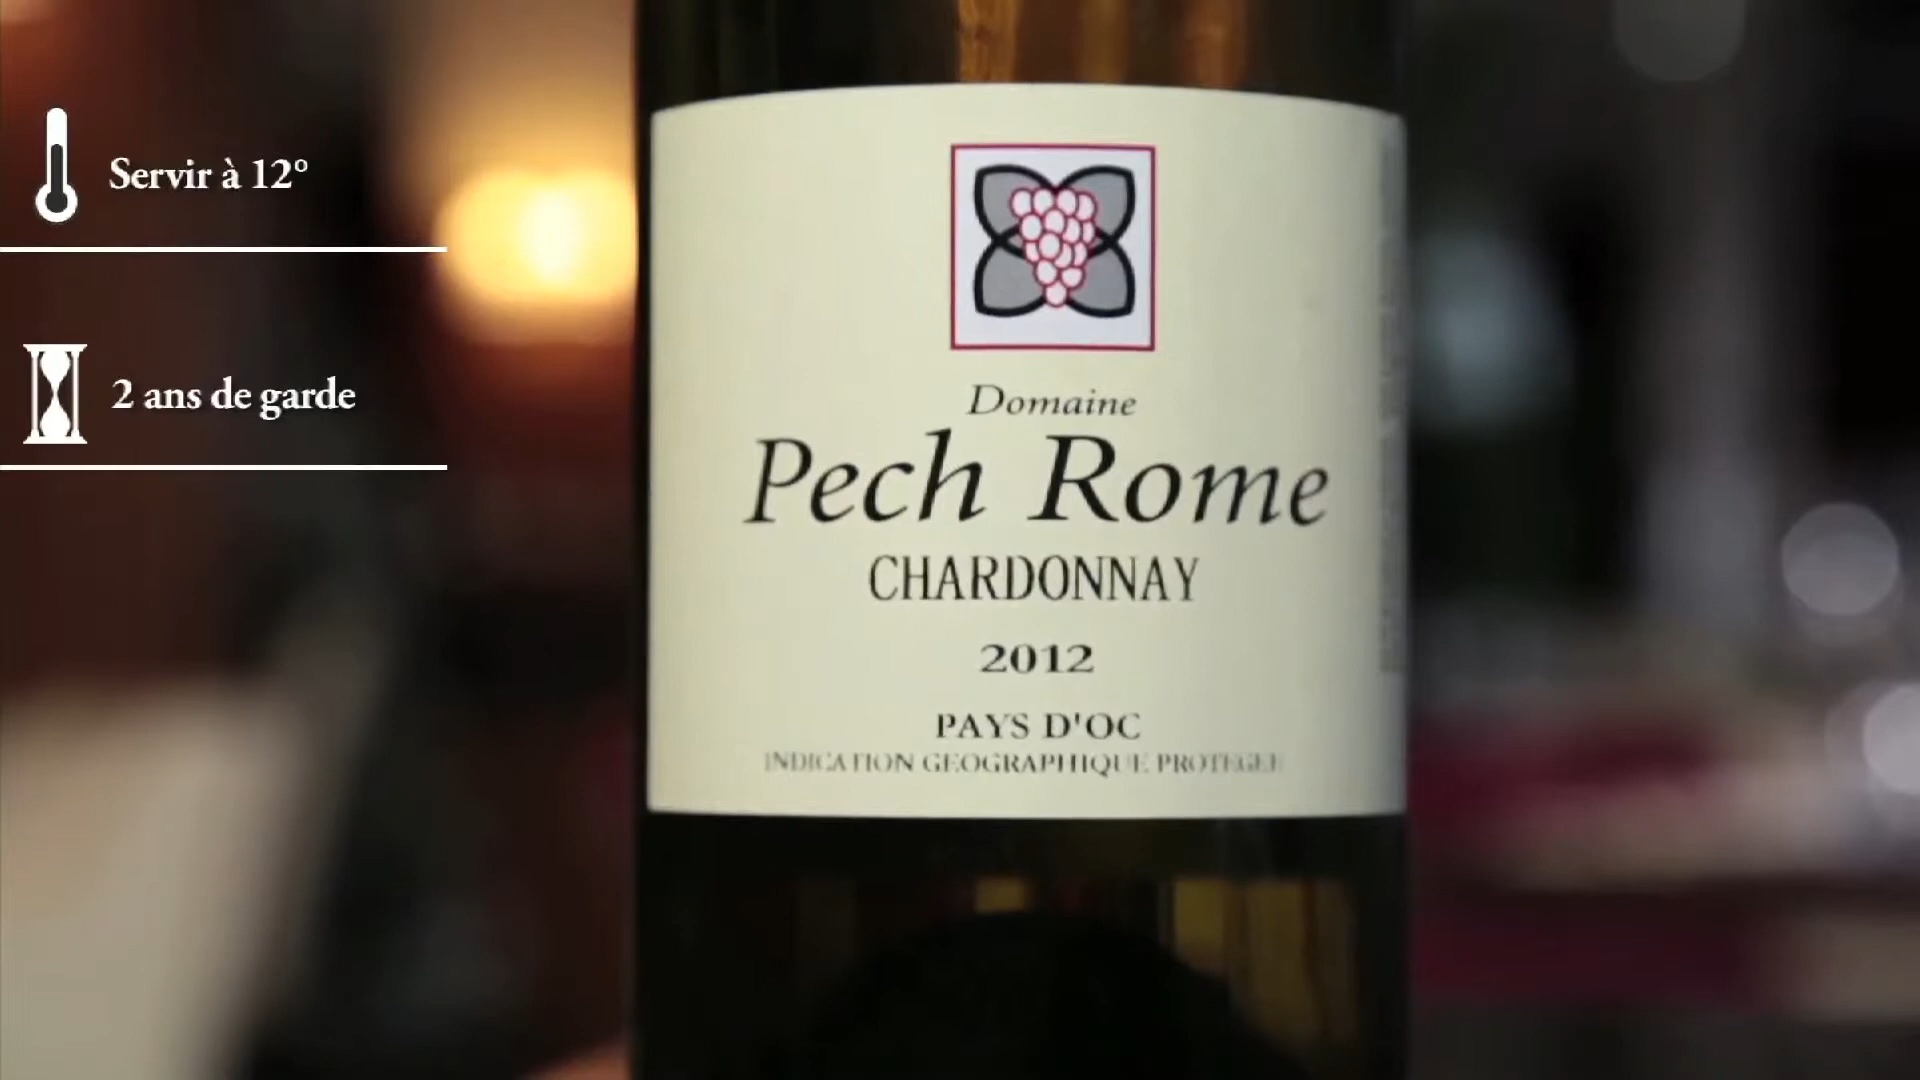 Servir à 12°
2 ans de garde
Domaine
Pech Rome
CHARDONNAY
2012
PAYS D'OC
INDICATION GEOGRAPHIQUE PROTEGEE